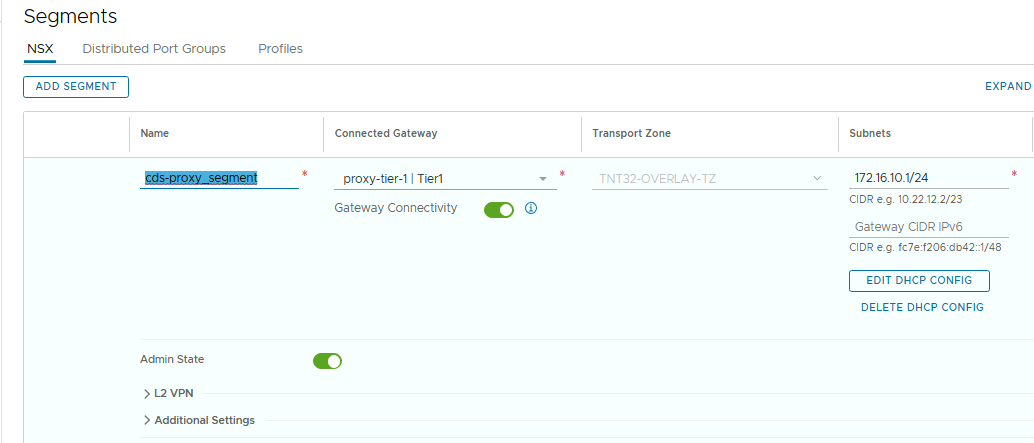 Segments
NSX Distributed Port Groups Profiles
ADD SEGMENT EXPAND
Name Connected Gateway Transport Zone Subnets
cds-proxy_segment * proxy-tier-1 | Tier1 * TNT32-OVERLAY-TZ 172.16.10.1/24 *
CIDR e.g. 10.22.12.2/23
Gateway Connectivity
Gateway CIDR IPv6
CIDR e.g. fc7e:f206:db42::1/48
EDIT DHCP CONFIG
DELETE DHCP CONFIG
Admin State
L2 VPN
Additional Settings